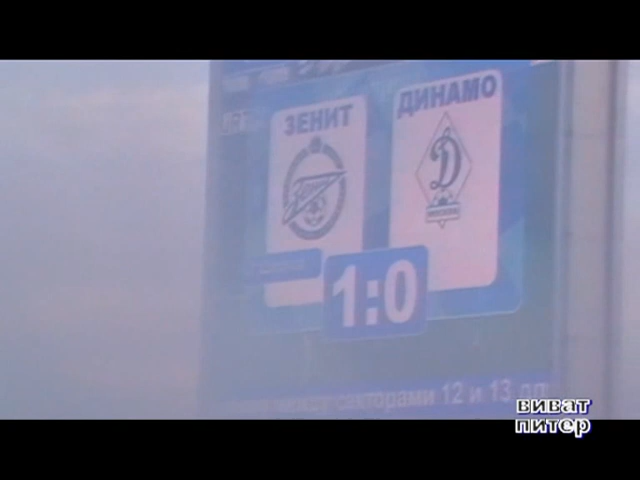 ЗЕНИТ
ДИНАМО
1:0
между секторами 12 и 13
виват
питер